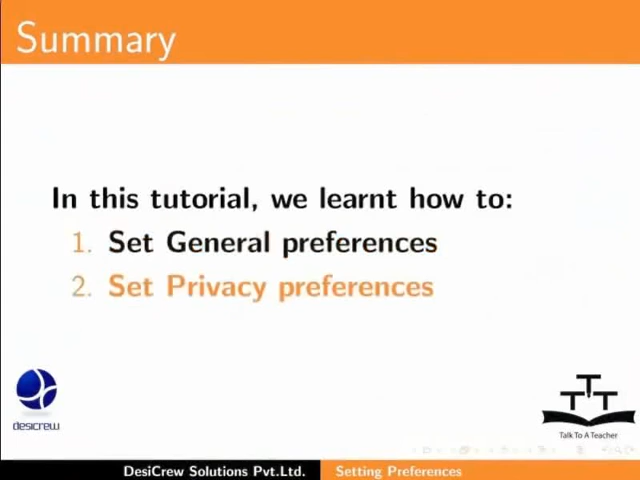 Summary
In this tutorial, we learnt how to:
1. Set General preferences
2. Set Privacy preferences
desicrew
TTT
Talk To A Teacher
DesiCrew Solutions Pvt.Ltd. Setting Preferences